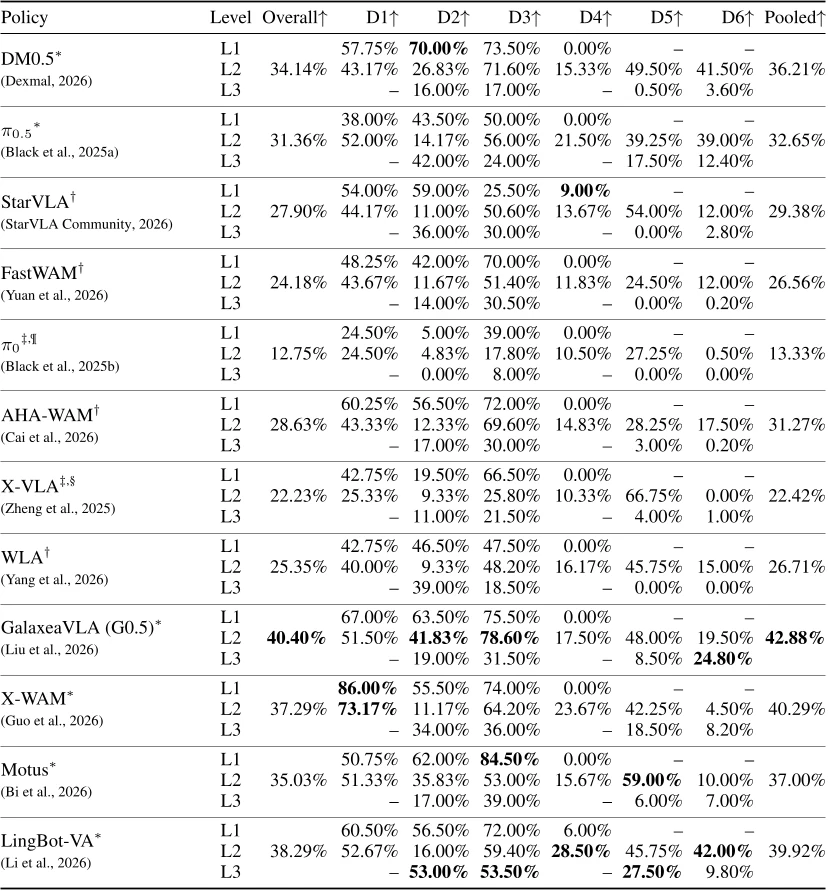 Policy Level Overall↑ D1↑ D2↑ D3↑ D4↑ D5↑ D6↑ Pooled↑
DM0.5* (Dexmal, 2026)
L1 57.75% 70.00% 73.50% 0.00% – –
L2 34.14% 43.17% 26.83% 71.60% 15.33% 49.50% 41.50% 36.21%
L3 – 16.00% 17.00% – 0.50% 3.60%
π0.5* (Black et al., 2025a)
L1 38.00% 43.50% 50.00% 0.00% – –
L2 31.36% 52.00% 14.17% 56.00% 21.50% 39.25% 39.00% 32.65%
L3 – 42.00% 24.00% – 17.50% 12.40%
StarVLA† (StarVLA Community, 2026)
L1 54.00% 59.00% 25.50% 9.00% – –
L2 27.90% 44.17% 11.00% 50.60% 13.67% 54.00% 12.00% 29.38%
L3 – 36.00% 30.00% – 0.00% 2.80%
FastWAM† (Yuan et al., 2026)
L1 48.25% 42.00% 70.00% 0.00% – –
L2 24.18% 43.67% 11.67% 51.40% 11.83% 24.50% 12.00% 26.56%
L3 – 14.00% 30.50% – 0.00% 0.20%
π0‡,¶ (Black et al., 2025b)
L1 24.50% 5.00% 39.00% 0.00% – –
L2 12.75% 24.50% 4.83% 17.80% 10.50% 27.25% 0.50% 13.33%
L3 – 0.00% 8.00% – 0.00% 0.00%
AHA-WAM† (Cai et al., 2026)
L1 60.25% 56.50% 72.00% 0.00% – –
L2 28.63% 43.33% 12.33% 69.60% 14.83% 28.25% 17.50% 31.27%
L3 – 17.00% 30.00% – 3.00% 0.20%
X-VLA‡,§ (Zheng et al., 2025)
L1 42.75% 19.50% 66.50% 0.00% – –
L2 22.23% 25.33% 9.33% 25.80% 10.33% 66.75% 0.00% 22.42%
L3 – 11.00% 21.50% – 4.00% 1.00%
WLA† (Yang et al., 2026)
L1 42.75% 46.50% 47.50% 0.00% – –
L2 25.35% 40.00% 9.33% 48.20% 16.17% 45.75% 15.00% 26.71%
L3 – 39.00% 18.50% – 0.00% 0.00%
GalaxeaVLA (G0.5)* (Liu et al., 2026)
L1 67.00% 63.50% 75.50% 0.00% – –
L2 40.40% 51.50% 41.83% 78.60% 17.50% 48.00% 19.50% 42.88%
L3 – 19.00% 31.50% – 8.50% 24.80%
X-WAM* (Guo et al., 2026)
L1 86.00% 55.50% 74.00% 0.00% – –
L2 37.29% 73.17% 11.17% 64.20% 23.67% 42.25% 4.50% 40.29%
L3 – 34.00% 36.00% – 18.50% 8.20%
Motus* (Bi et al., 2026)
L1 50.75% 62.00% 84.50% 0.00% – –
L2 35.03% 51.33% 35.83% 53.00% 15.67% 59.00% 10.00% 37.00%
L3 – 17.00% 39.00% – 6.00% 7.00%
LingBot-VA* (Li et al., 2026)
L1 60.50% 56.50% 72.00% 6.00% – –
L2 38.29% 52.67% 16.00% 59.40% 28.50% 45.75% 42.00% 39.92%
L3 – 53.00% 53.50% – 27.50% 9.80%